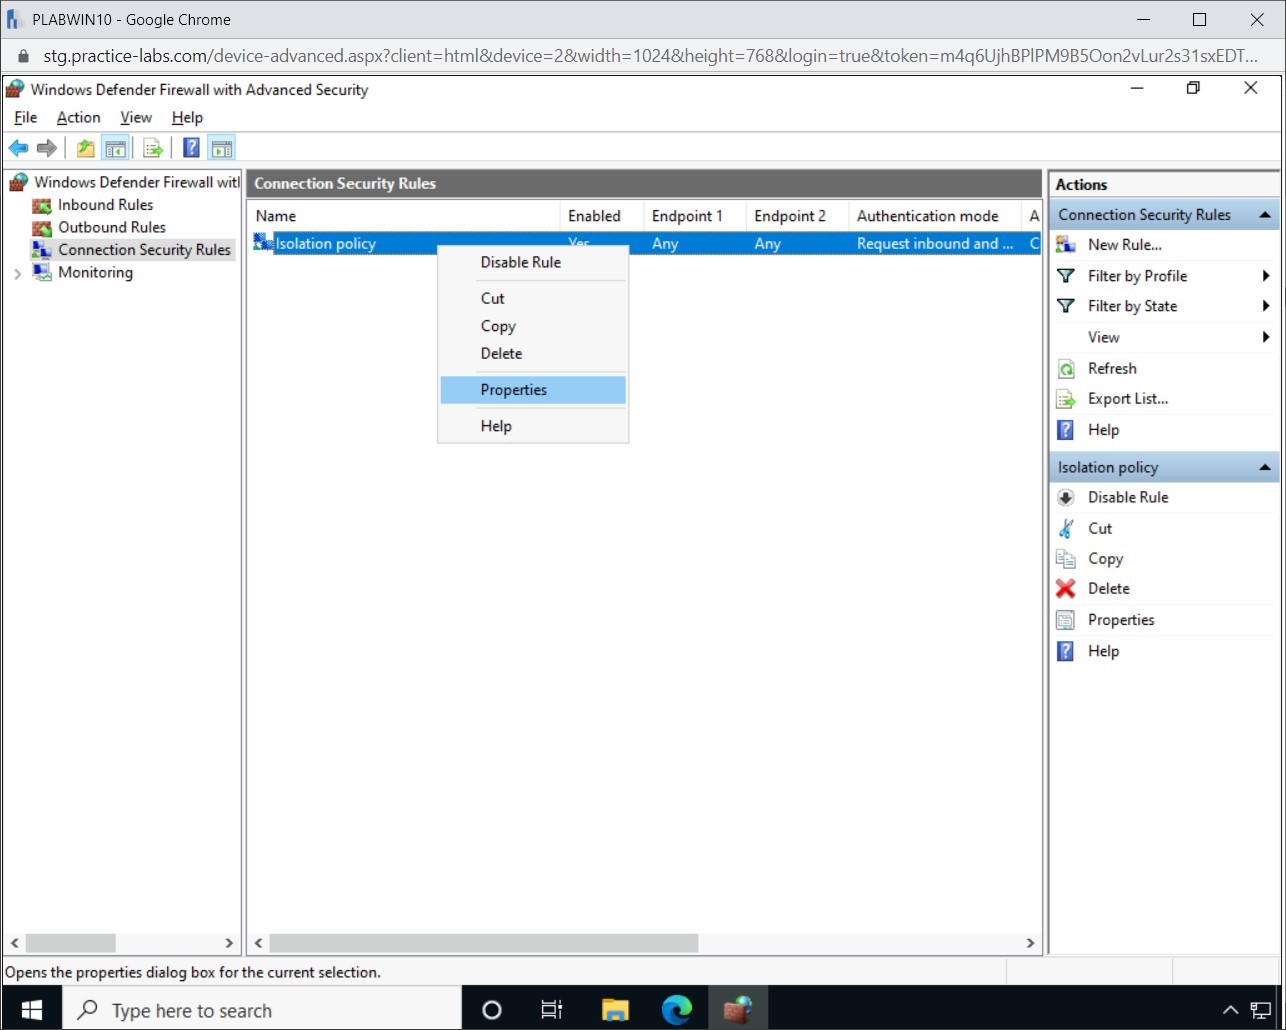 PLABWIN10 - Google Chrome
stg.practice-labs.com/device-advanced.aspx?client=html&device=2&width=1024&height=768&login=true&token=m4q6UjhBPlPM9B5Oon2vLur2s31sxEDT...
Windows Defender Firewall with Advanced Security
File Action View Help
Windows Defender Firewall witl
Inbound Rules
Outbound Rules
Connection Security Rules
Monitoring
Connection Security Rules
Name Enabled Endpoint 1 Endpoint 2 Authentication mode A
Isolation policy Yes Any Any Request inbound and ... C
Disable Rule
Cut
Copy
Delete
Properties
Help
Actions
Connection Security Rules
New Rule...
Filter by Profile
Filter by State
View
Refresh
Export List...
Help
Isolation policy
Disable Rule
Cut
Copy
Delete
Properties
Help
Opens the properties dialog box for the current selection.
Type here to search